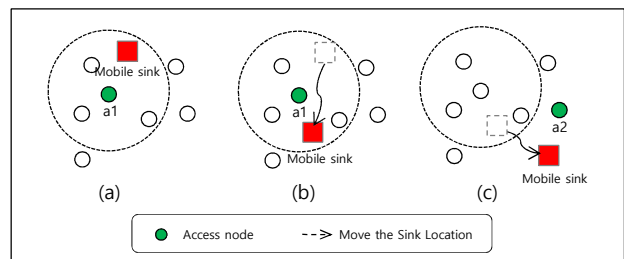 Mobile sink
a1
a1
Mobile sink
a2
Mobile sink
(a)
(b)
(c)
Access node
Move the Sink Location